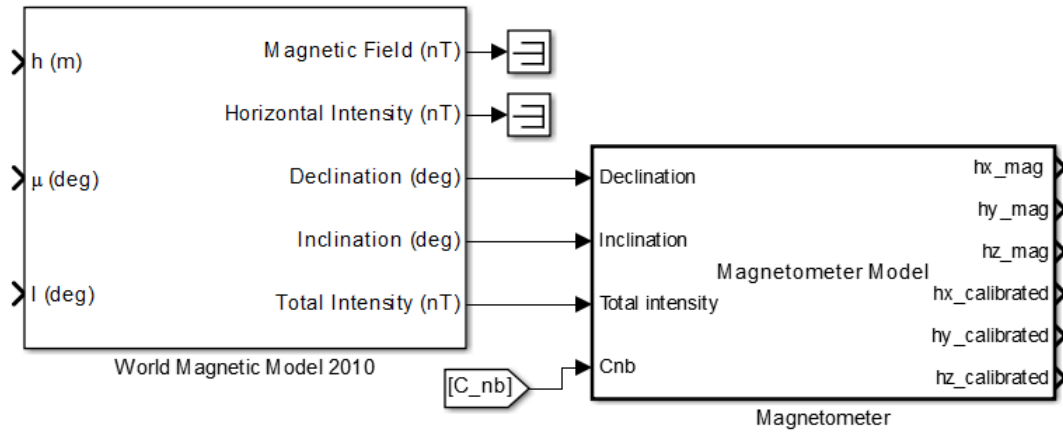 h (m)
μ (deg)
l (deg)
Magnetic Field (nT)
Horizontal Intensity (nT)
Declination (deg)
Inclination (deg)
Total Intensity (nT)
World Magnetic Model 2010
[C_nb]
Declination
Inclination
Total intensity
Cnb
Magnetometer Model
hx_mag
hy_mag
hz_mag
hx_calibrated
hy_calibrated
hz_calibrated
Magnetometer